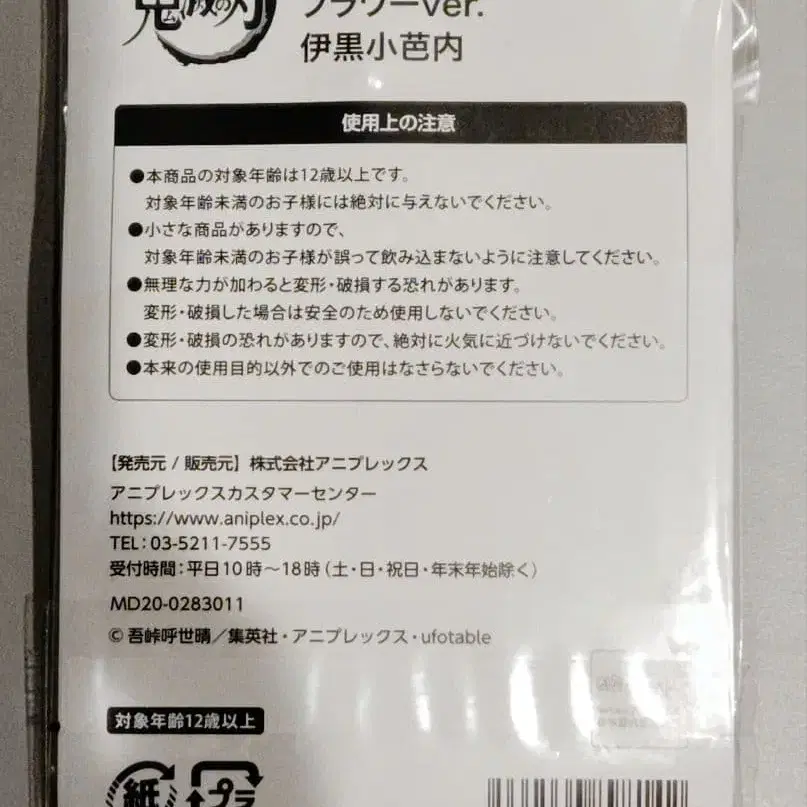 鬼滅の刃
フラワーver.
伊黒小芭内
使用上の注意
●本商品の対象年齢は12歳以上です。
対象年齢未満のお子様には絶対に与えないでください。
●小さな商品がありますので、
対象年齢未満のお子様が誤って飲み込まないように注意してください。
●無理な力が加わると変形・破損する恐れがあります。
変形・破損した場合は安全のため使用しないでください。
●変形・破損の恐れがありますので、絶対に火気に近づけないでください。
●本来の使用目的以外でのご使用はなさらないでください。
【発売元 / 販売元】株式会社アニプレックス
アニプレックスカスタマーセンター
https://www.aniplex.co.jp/
TEL:03-5211-7555
受付時間:平日10時〜18時(土・日・祝日・年末年始除く)
MD20-0283011
© 吾峠呼世晴／集英社・アニプレックス・ufotable
対象年齢12歳以上
紙 プラ